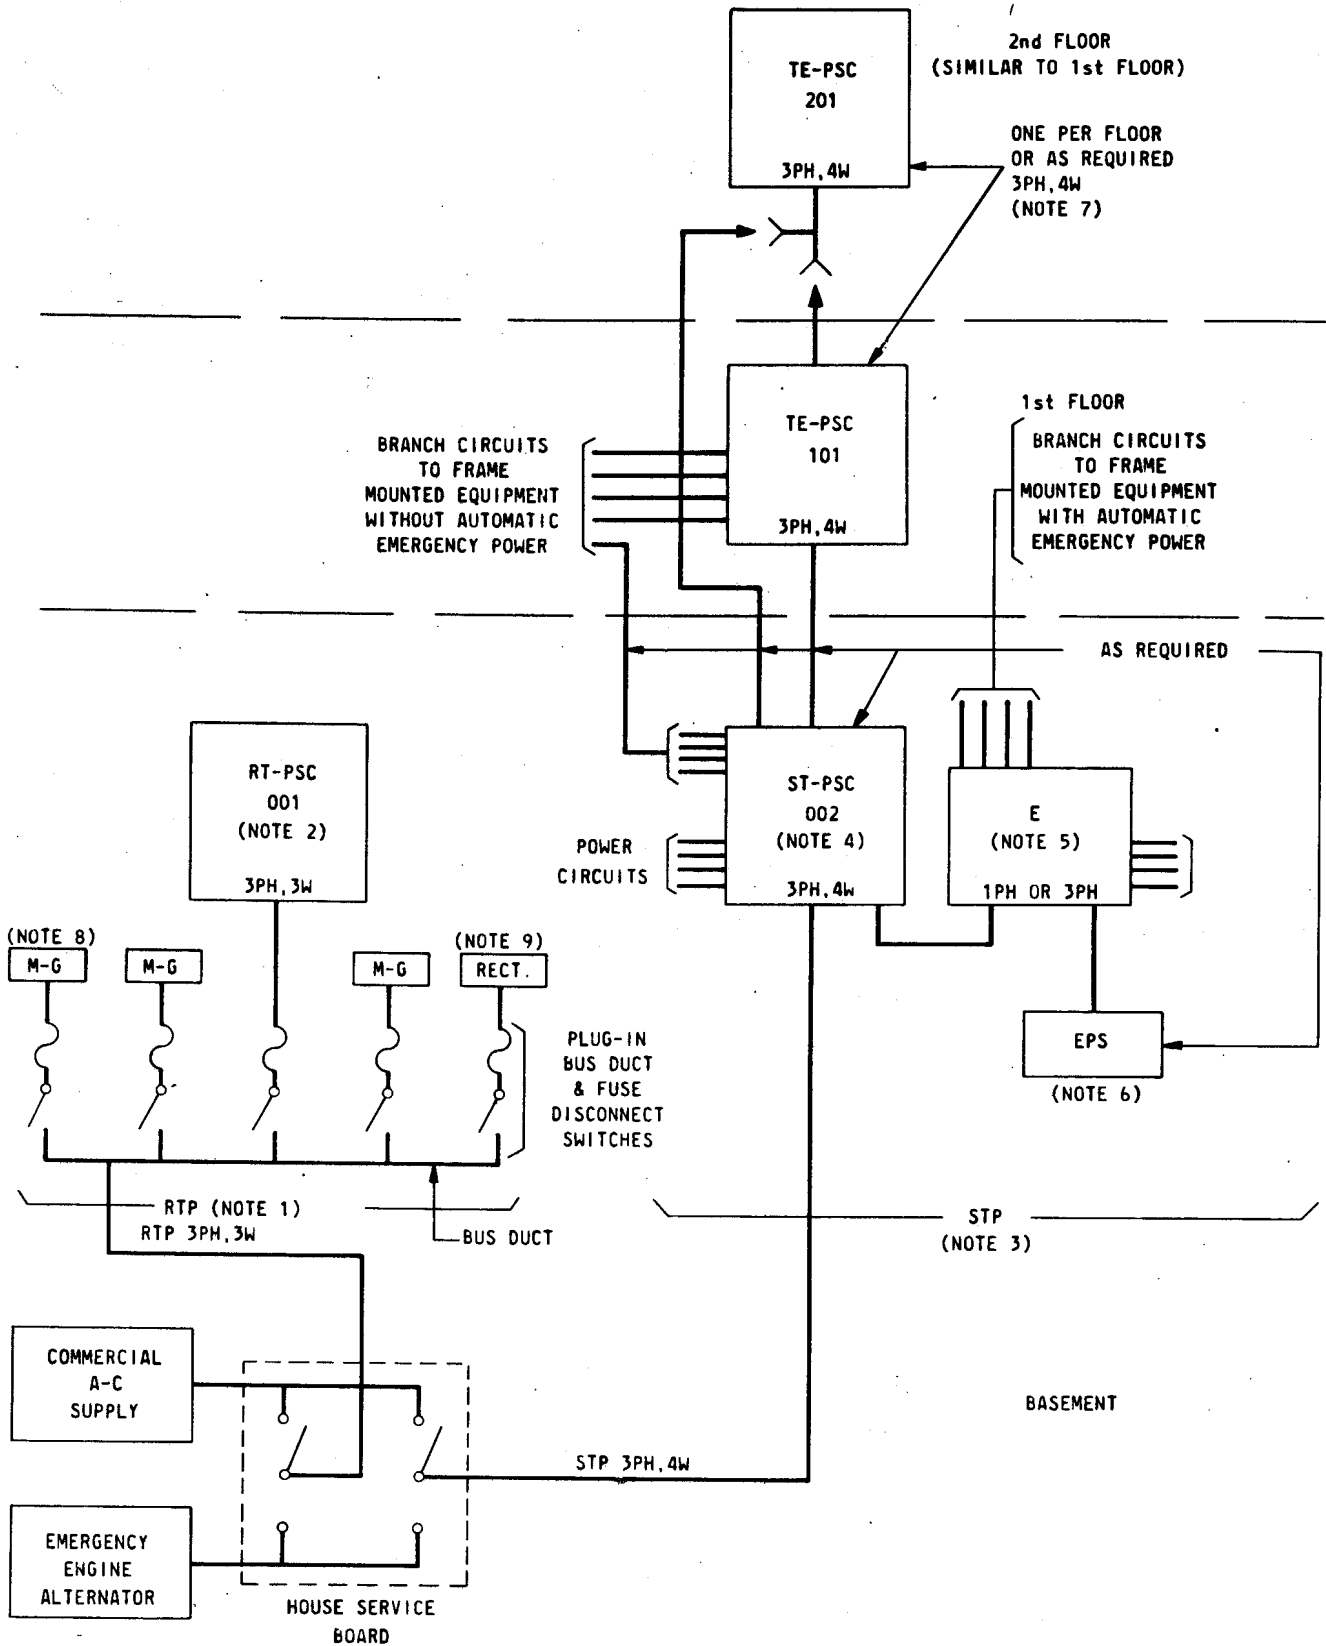 TE-PSC
201
3PH,4W
2nd FLOOR
(SIMILAR TO 1st FLOOR)
ONE PER FLOOR
OR AS REQUIRED
3PH,4W
(NOTE 7)
TE-PSC
101
3PH,4W
BRANCH CIRCUITS
TO FRAME
MOUNTED EQUIPMENT
WITHOUT AUTOMATIC
EMERGENCY POWER
1st FLOOR
BRANCH CIRCUITS
TO FRAME
MOUNTED EQUIPMENT
WITH AUTOMATIC
EMERGENCY POWER
AS REQUIRED
RT-PSC
001
(NOTE 2)
3PH,3W
ST-PSC
002
(NOTE 4)
3PH,4W
POWER
CIRCUITS
E
(NOTE 5)
1PH OR 3PH
(NOTE 8)
M-G
M-G
M-G
(NOTE 9)
RECT.
PLUG-IN
BUS DUCT
& FUSE
DISCONNECT
SWITCHES
EPS
(NOTE 6)
RTP (NOTE 1)
RTP 3PH,3W
BUS DUCT
STP
(NOTE 3)
COMMERCIAL
A-C
SUPPLY
BASEMENT
STP 3PH,4W
EMERGENCY
ENGINE
ALTERNATOR
HOUSE SERVICE
BOARD